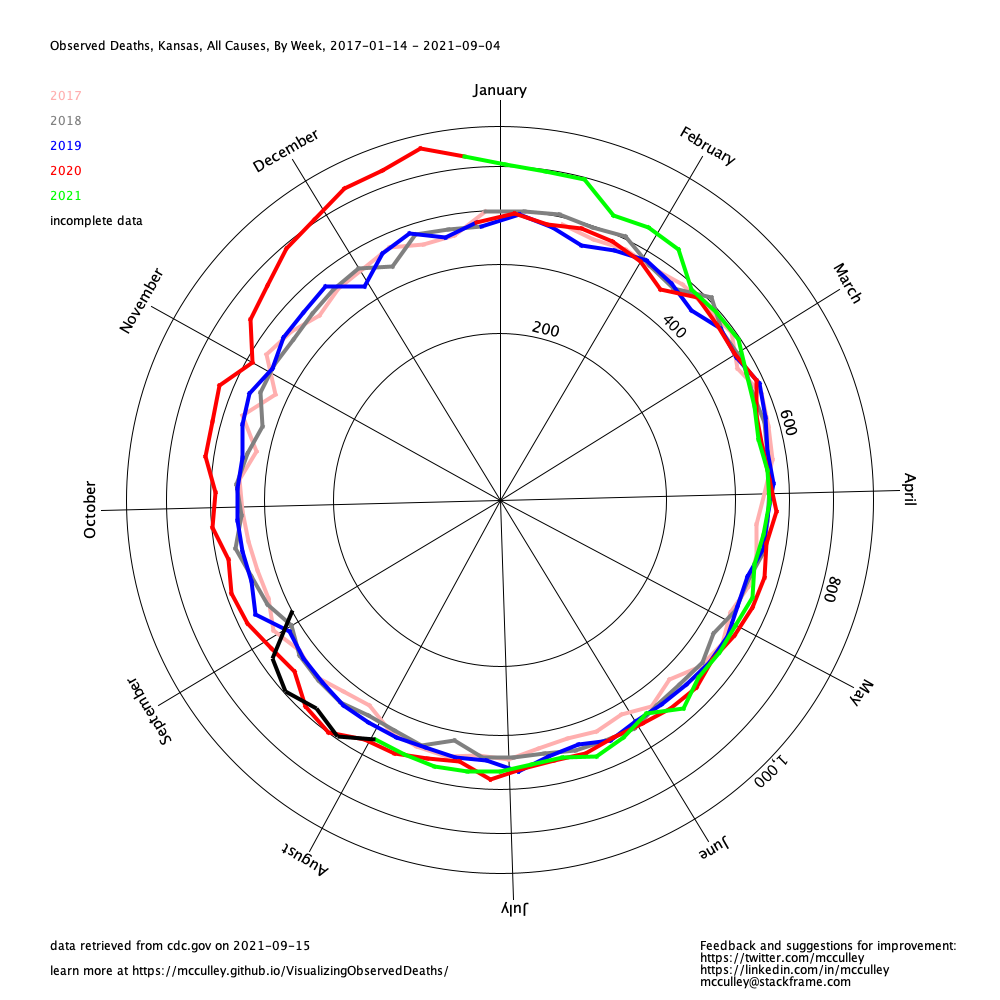 Observed Deaths, Kansas, All Causes, By Week, 2017-01-14 - 2021-09-04
January
2017
2018
2019
2020
2021
incomplete data
December
February
November
March
200
400
600
October
April
800
September
May
1,000
August
June
July
data retrieved from cdc.gov on 2021-09-15
learn more at https://mcculley.github.io/VisualizingObservedDeaths/
Feedback and suggestions for improvement:
https://twitter.com/mcculley
https://linkedin.com/in/mcculley
mcculley@stackframe.com